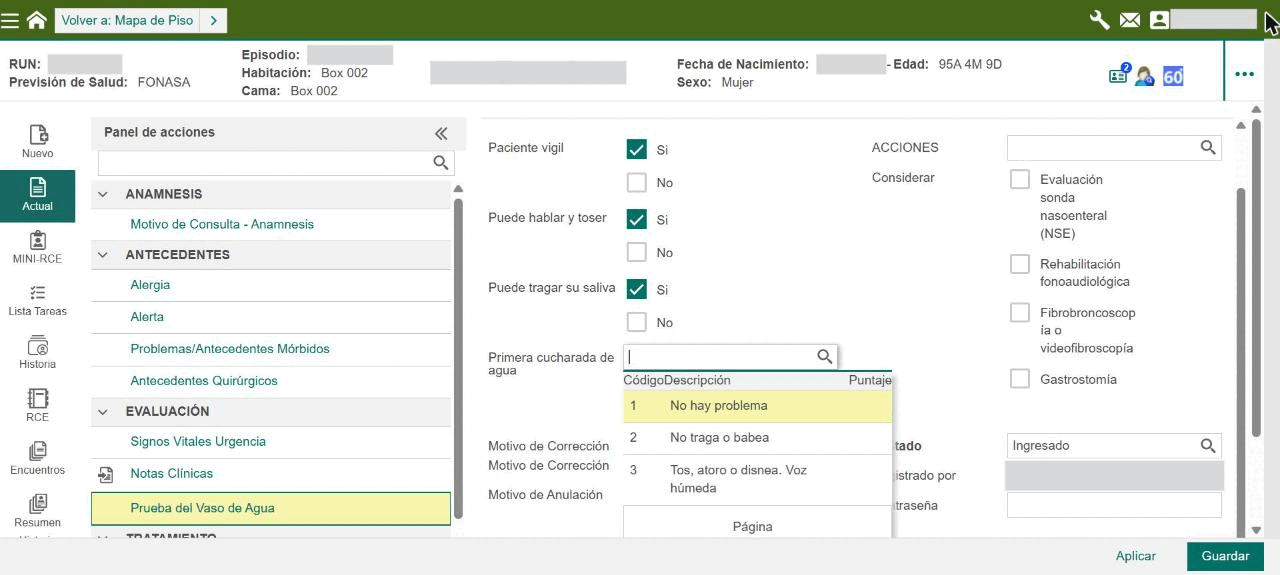 Volver a: Mapa de Piso
RUN:
Previsión de Salud: FONASA
Episodio:
Habitación: Box 002
Cama: Box 002
Fecha de Nacimiento: - Edad: 95A 4M 9D
Sexo: Mujer
2
60
Nuevo
Actual
MINI-RCE
Lista Tareas
Historia
RCE
Encuentros
Resumen
Panel de acciones
ANAMNESIS
Motivo de Consulta - Anamnesis
ANTECEDENTES
Alergia
Alerta
Problemas/Antecedentes Mórbidos
Antecedentes Quirúrgicos
EVALUACIÓN
Signos Vitales Urgencia
Notas Clínicas
Prueba del Vaso de Agua
TRATAMIENTO
Paciente vigil
Si
No
Puede hablar y toser
Si
No
Puede tragar su saliva
Si
No
Primera cucharada de
agua
CódigoDescripción Puntaje
1 No hay problema
2 No traga o babea
3 Tos, atoro o disnea. Voz
húmeda
Página
Motivo de Corrección
Motivo de Corrección
Motivo de Anulación
ACCIONES
Considerar
Evaluación
sonda
nasoenteral
(NSE)
Rehabilitación
fonoaudiológica
Fibrobroncoscop
ía o
videofibroscopía
Gastrostomía
tado
Ingresado
istrado por
traseña
Aplicar
Guardar